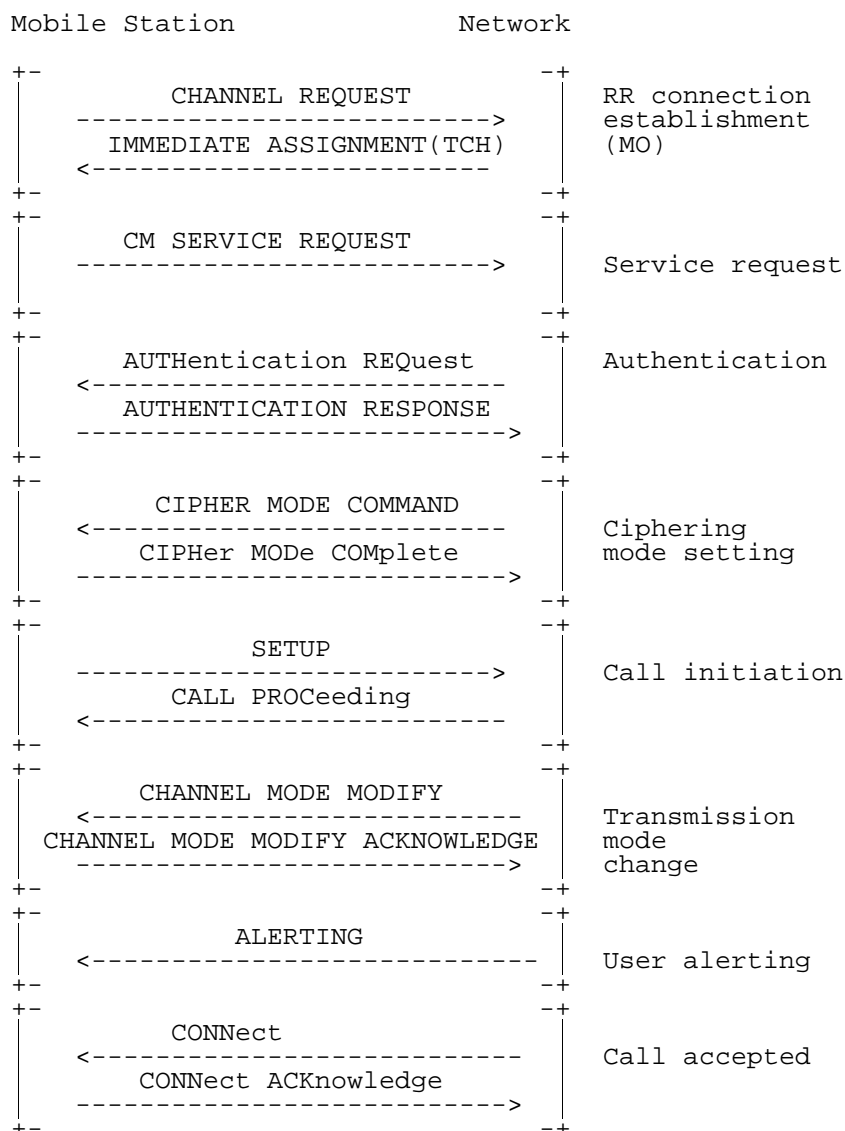 Mobile Station Network
CHANNEL REQUEST RR connection
establishment
IMMEDIATE ASSIGNMENT(TCH) (MO)
CM SERVICE REQUEST
Service request
AUTHentication REQuest Authentication
AUTHENTICATION RESPONSE
CIPHER MODE COMMAND
Ciphering
CIPHer MODe COMplete mode setting
SETUP
Call initiation
CALL PROCeeding
CHANNEL MODE MODIFY
Transmission
CHANNEL MODE MODIFY ACKNOWLEDGE mode
change
ALERTING
User alerting
CONNect
Call accepted
CONNect ACKnowledge